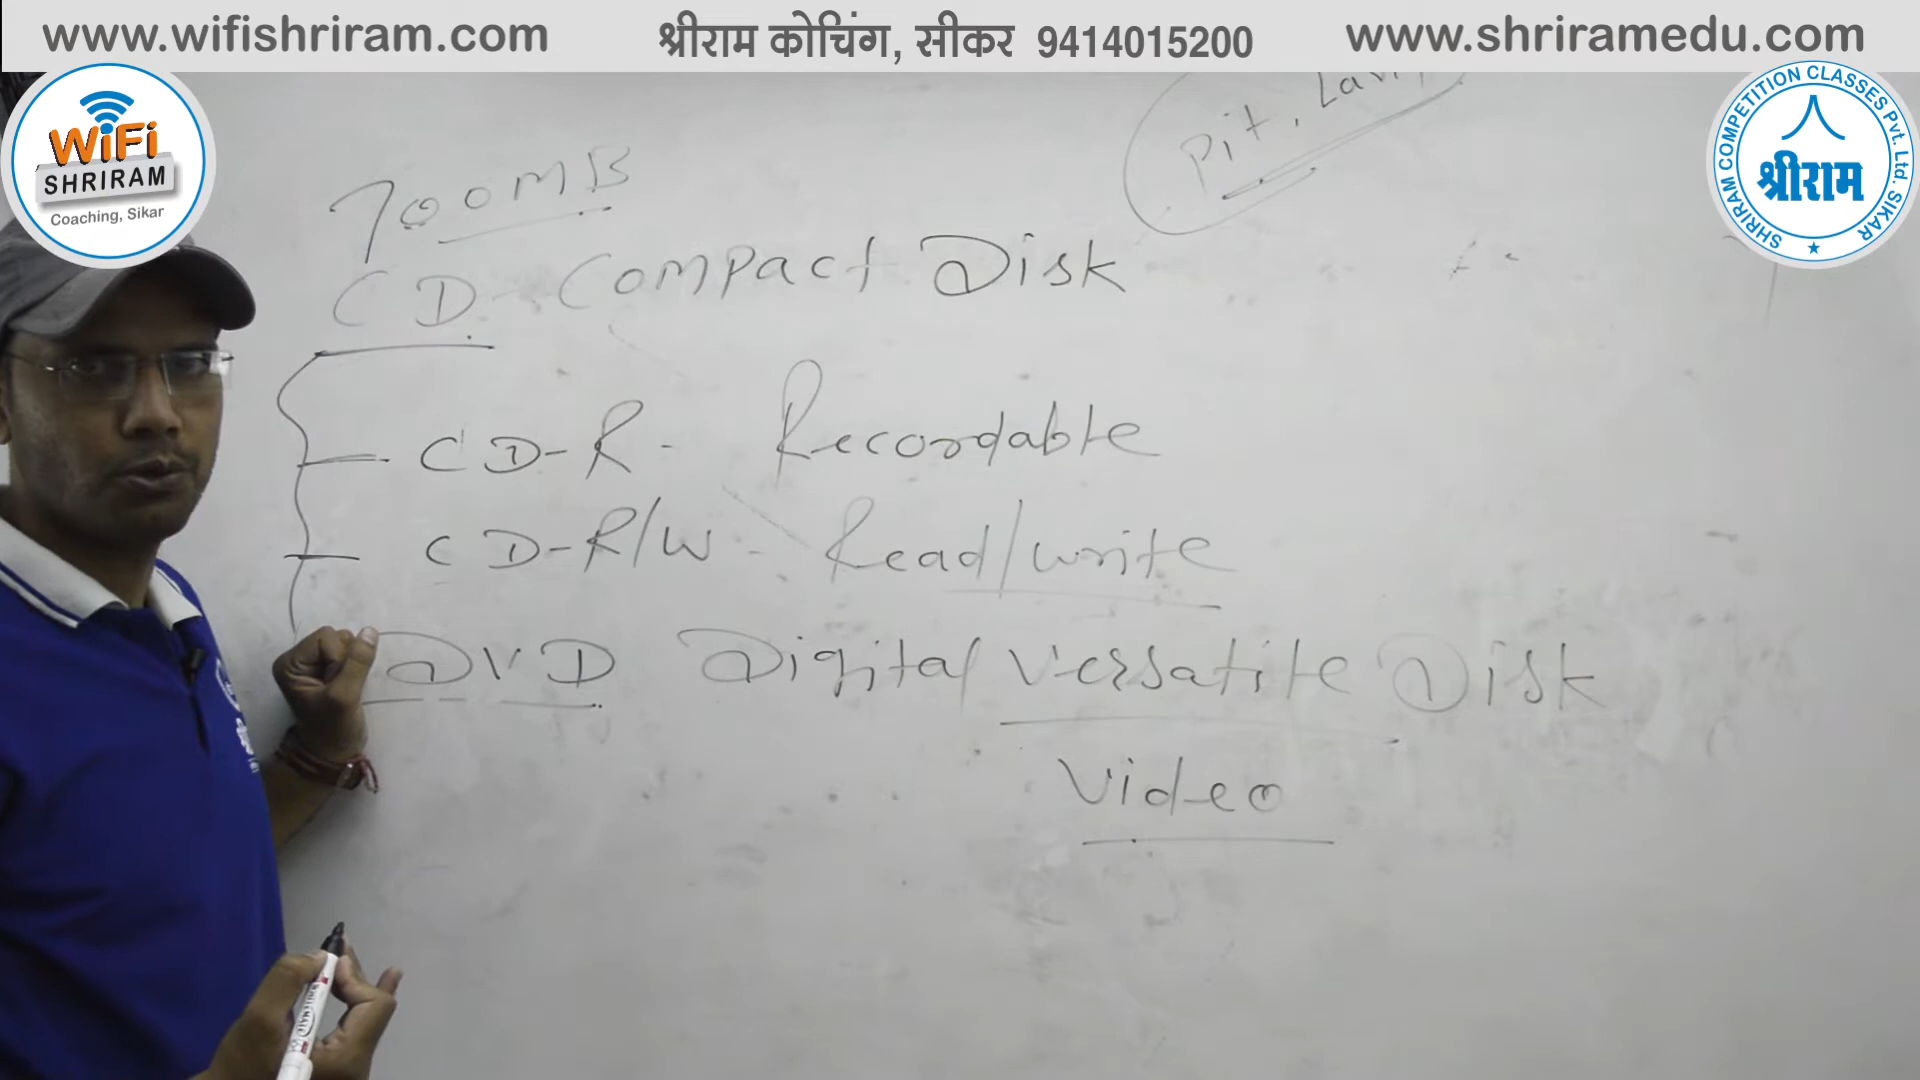 www.wifishriram.com
श्रीराम कोचिंग, सीकर 9414015200
www.shriramedu.com
WiFi
SHRIRAM
Coaching, Sikar
SHRIRAM COMPETITION CLASSES Pvt. Ltd. SIKAR
श्रीराम
Pit,
700MB
CD - Compact Disk
CD-R - Recordable
CD-R/W - Read/write
DVD Digital Versatile Disk
Video